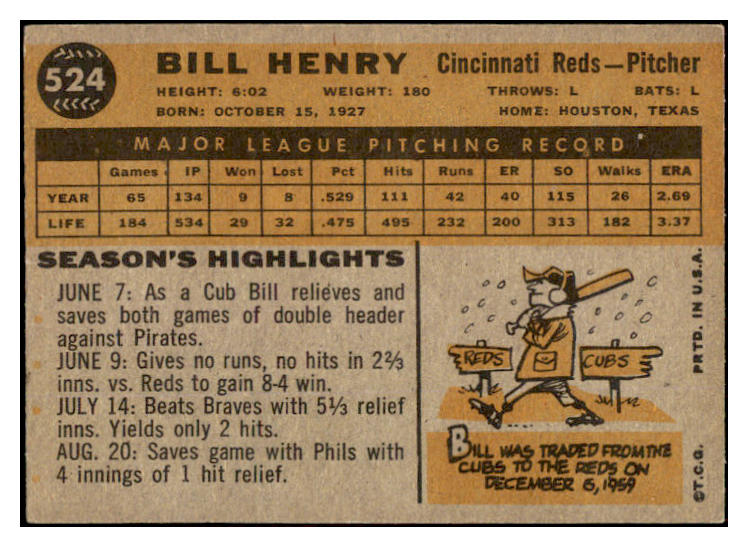 524
BILL HENRY Cincinnati Reds—Pitcher
HEIGHT: 6:02 WEIGHT: 180 THROWS: L BATS: L
BORN: OCTOBER 15, 1927 HOME: HOUSTON, TEXAS
MAJOR LEAGUE PITCHING RECORD
Games IP Won Lost Pct Hits Runs ER SO Walks ERA
YEAR 65 134 9 8 .529 111 42 40 115 26 2.69
LIFE 184 534 29 32 .475 495 232 200 313 182 3.37
SEASON'S HIGHLIGHTS
JUNE 7: As a Cub Bill relieves and
saves both games of double header
against Pirates.
JUNE 9: Gives no runs, no hits in 2⅔
inns. vs. Reds to gain 8-4 win.
JULY 14: Beats Braves with 5⅓ relief
inns. Yields only 2 hits.
AUG. 20: Saves game with Phils with
4 innings of 1 hit relief.
REDS
CUBS
BILL WAS TRADED FROM THE
CUBS TO THE REDS ON
DECEMBER 6, 1959
©T.C.G. PRTD. IN U.S.A.